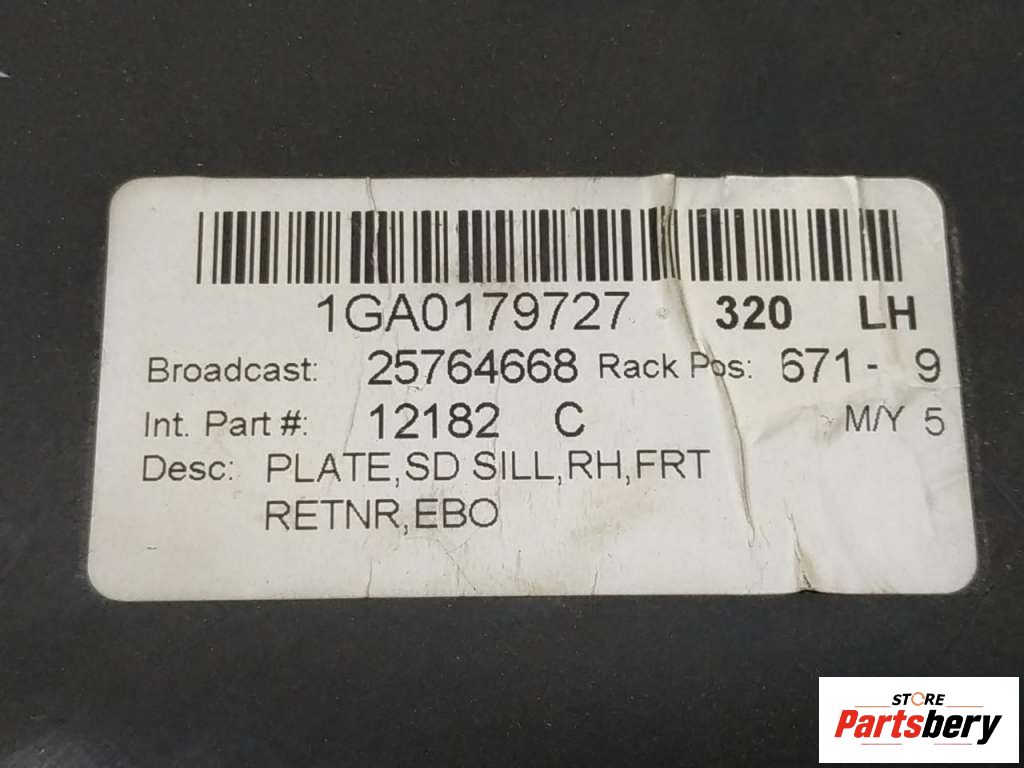 1GA0179727 320 LH
Broadcast: 25764668 Rack Pos: 671- 9
Int. Part #: 12182 C M/Y 5
Desc: PLATE,SD SILL,RH,FRT
RETNR,EBO
STORE
Partsbery